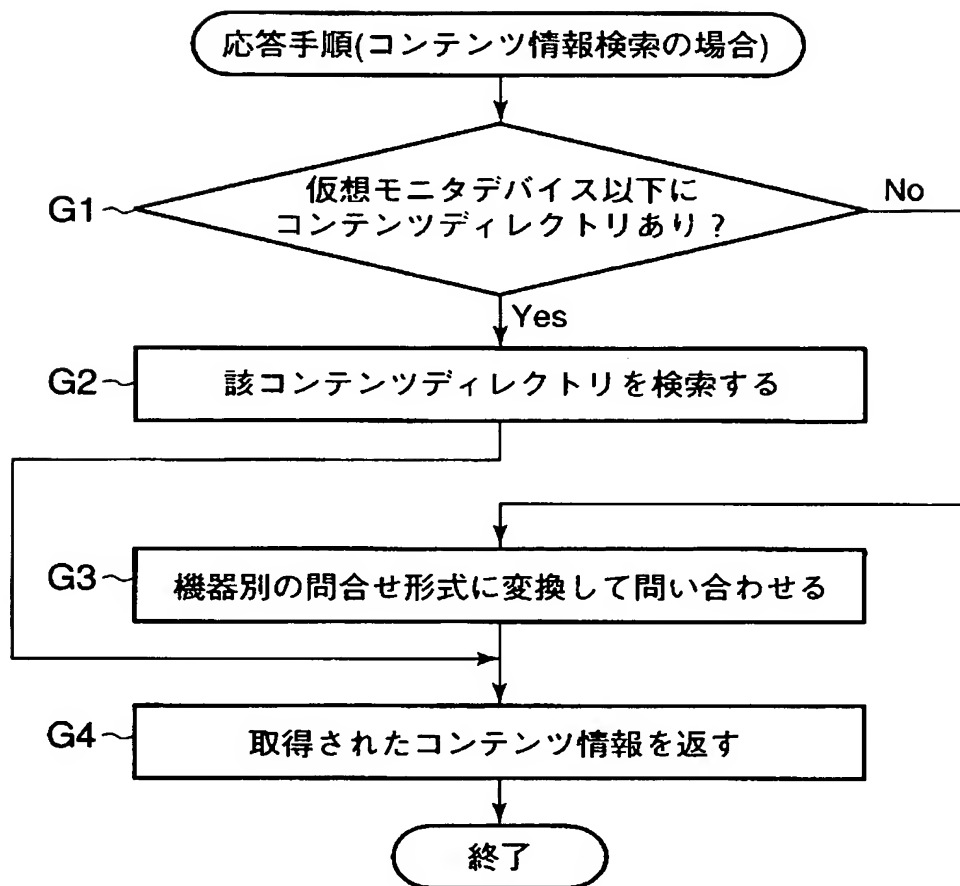 応答手順(コンテンツ情報検索の場合)
G1
仮想モニタデバイス以下に
コンテンツディレクトリあり?
No
Yes
G2
該コンテンツディレクトリを検索する
G3
機器別の問合せ形式に変換して問い合わせる
G4
取得されたコンテンツ情報を返す
終了